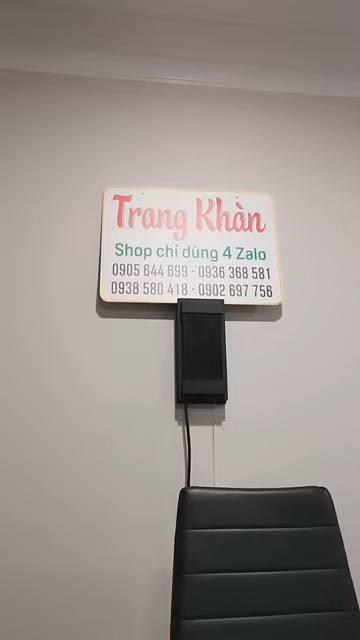 Trang Khàn
Shop chỉ dùng 4 Zalo
0905 644 699 - 0936 368 581
0938 580 418 - 0902 697 756